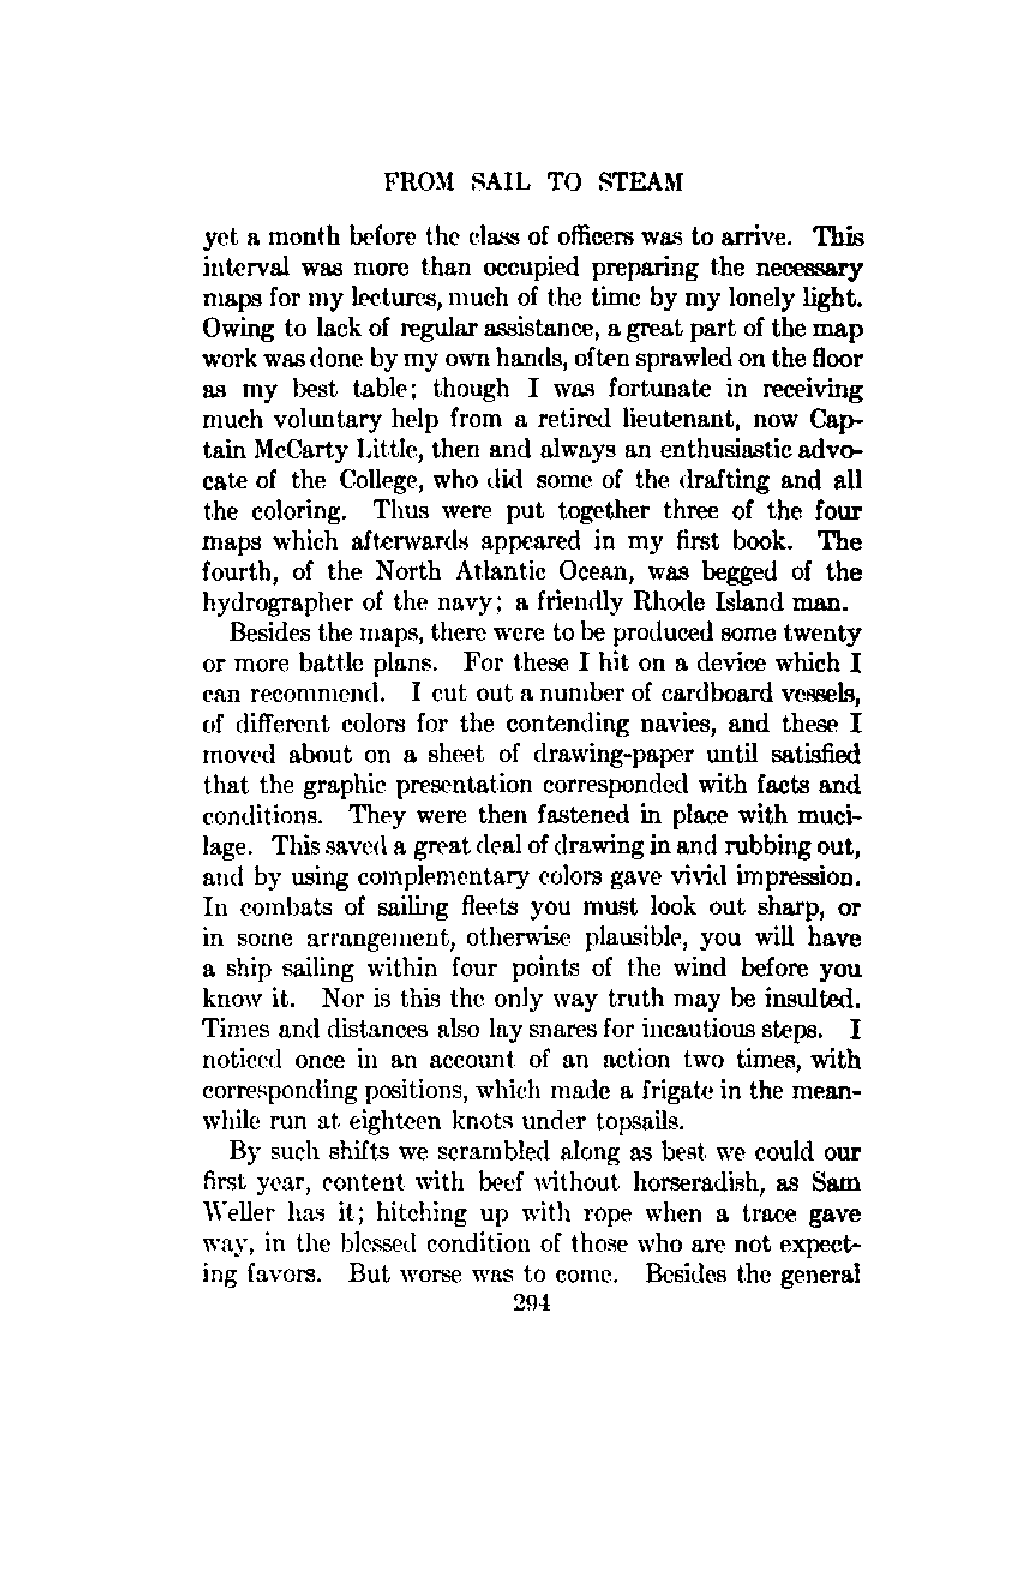 FROM SAIL TO STEAM
yet a month before the class of officers was to arrive. This
interval was more than occupied preparing the necessary
maps for my lectures, much of the time by my lonely light.
Owing to lack of regular assistance, a great part of the map
work was done by my own hands, often sprawled on the floor
as my best table; though I was fortunate in receiving
much voluntary help from a retired lieutenant, now Cap-
tain McCarty Little, then and always an enthusiastic advo-
cate of the College, who did some of the drafting and all
the coloring. Thus were put together three of the four
maps which afterwards appeared in my first book. The
fourth, of the North Atlantic Ocean, was begged of the
hydrographer of the navy; a friendly Rhode Island man.
Besides the maps, there were to be produced some twenty
or more battle plans. For these I hit on a device which I
can recommend. I cut out a number of cardboard vessels,
of different colors for the contending navies, and these I
moved about on a sheet of drawing-paper until satisfied
that the graphic presentation corresponded with facts and
conditions. They were then fastened in place with muci-
lage. This saved a great deal of drawing in and rubbing out,
and by using complementary colors gave vivid impression.
In combats of sailing fleets you must look out sharp, or
in some arrangement, otherwise plausible, you will have
a ship sailing within four points of the wind before you
know it. Nor is this the only way truth may be insulted.
Times and distances also lay snares for incautious steps. I
noticed once in an account of an action two times, with
corresponding positions, which made a frigate in the mean-
while run at eighteen knots under topsails.
By such shifts we scrambled along as best we could our
first year, content with beef without horseradish, as Sam
Weller has it; hitching up with rope when a trace gave
way, in the blessed condition of those who are not expect-
ing favors. But worse was to come. Besides the general
294